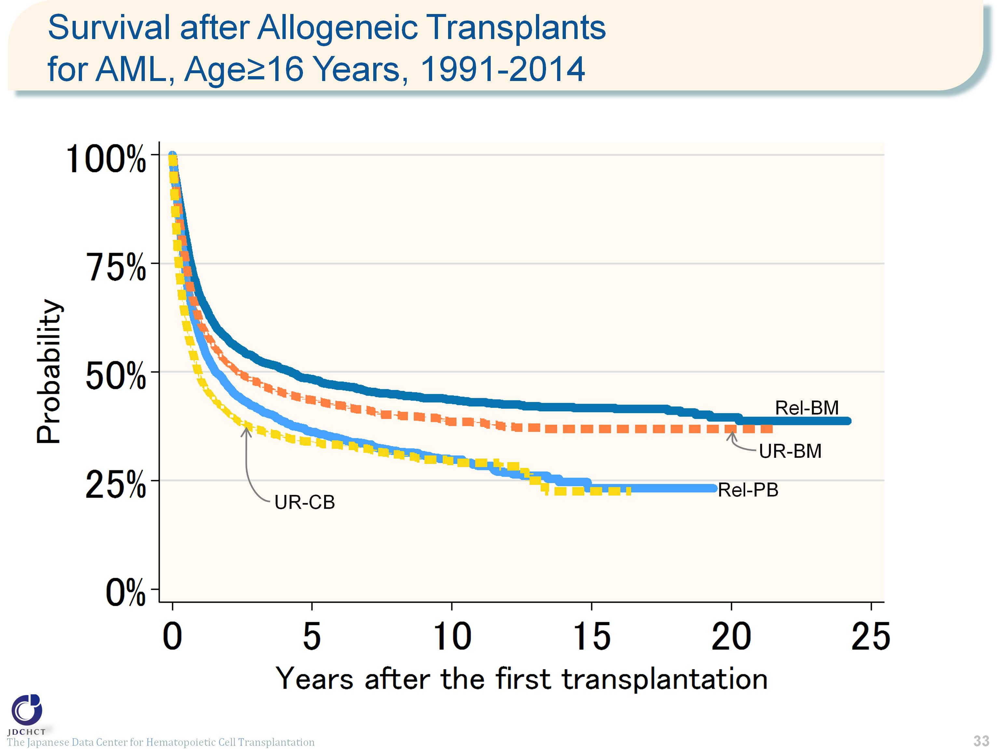 Survival after Allogeneic Transplants
for AML, Age≥16 Years, 1991-2014
100%
75%
50%
25%
0%
Probability
Rel-BM
UR-BM
Rel-PB
UR-CB
0 5 10 15 20 25
Years after the first transplantation
JDCHCT
The Japanese Data Center for Hematopoietic Cell Transplantation
33